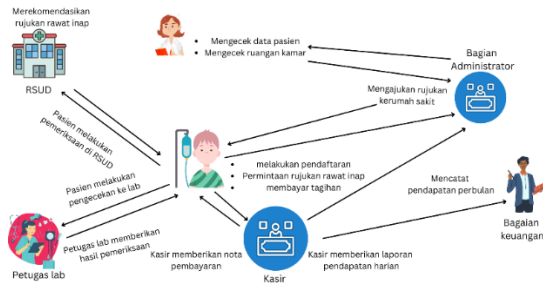 Merekomendasikan
rujukan rawat inap
RSUD
• Mengecek data pasien
• Mengecek ruangan kamar
Bagian
Administrator
Mengajukan rujukan
kerumah sakit
Pasien melakukan
pemeriksaan di RSUD
Pasien melakukan
pengecekan ke lab
• melakukan pendaftaran
• Permintaan rujukan rawat inap
• membayar tagihan
Mencatat
pendapatan perbulan
Bagaian
keuangan
Petugas lab memberikan
hasil pemeriksaan
Petugas lab
Kasir memberikan nota
pembayaran
Kasir memberikan laporan
pendapatan harian
Kasir